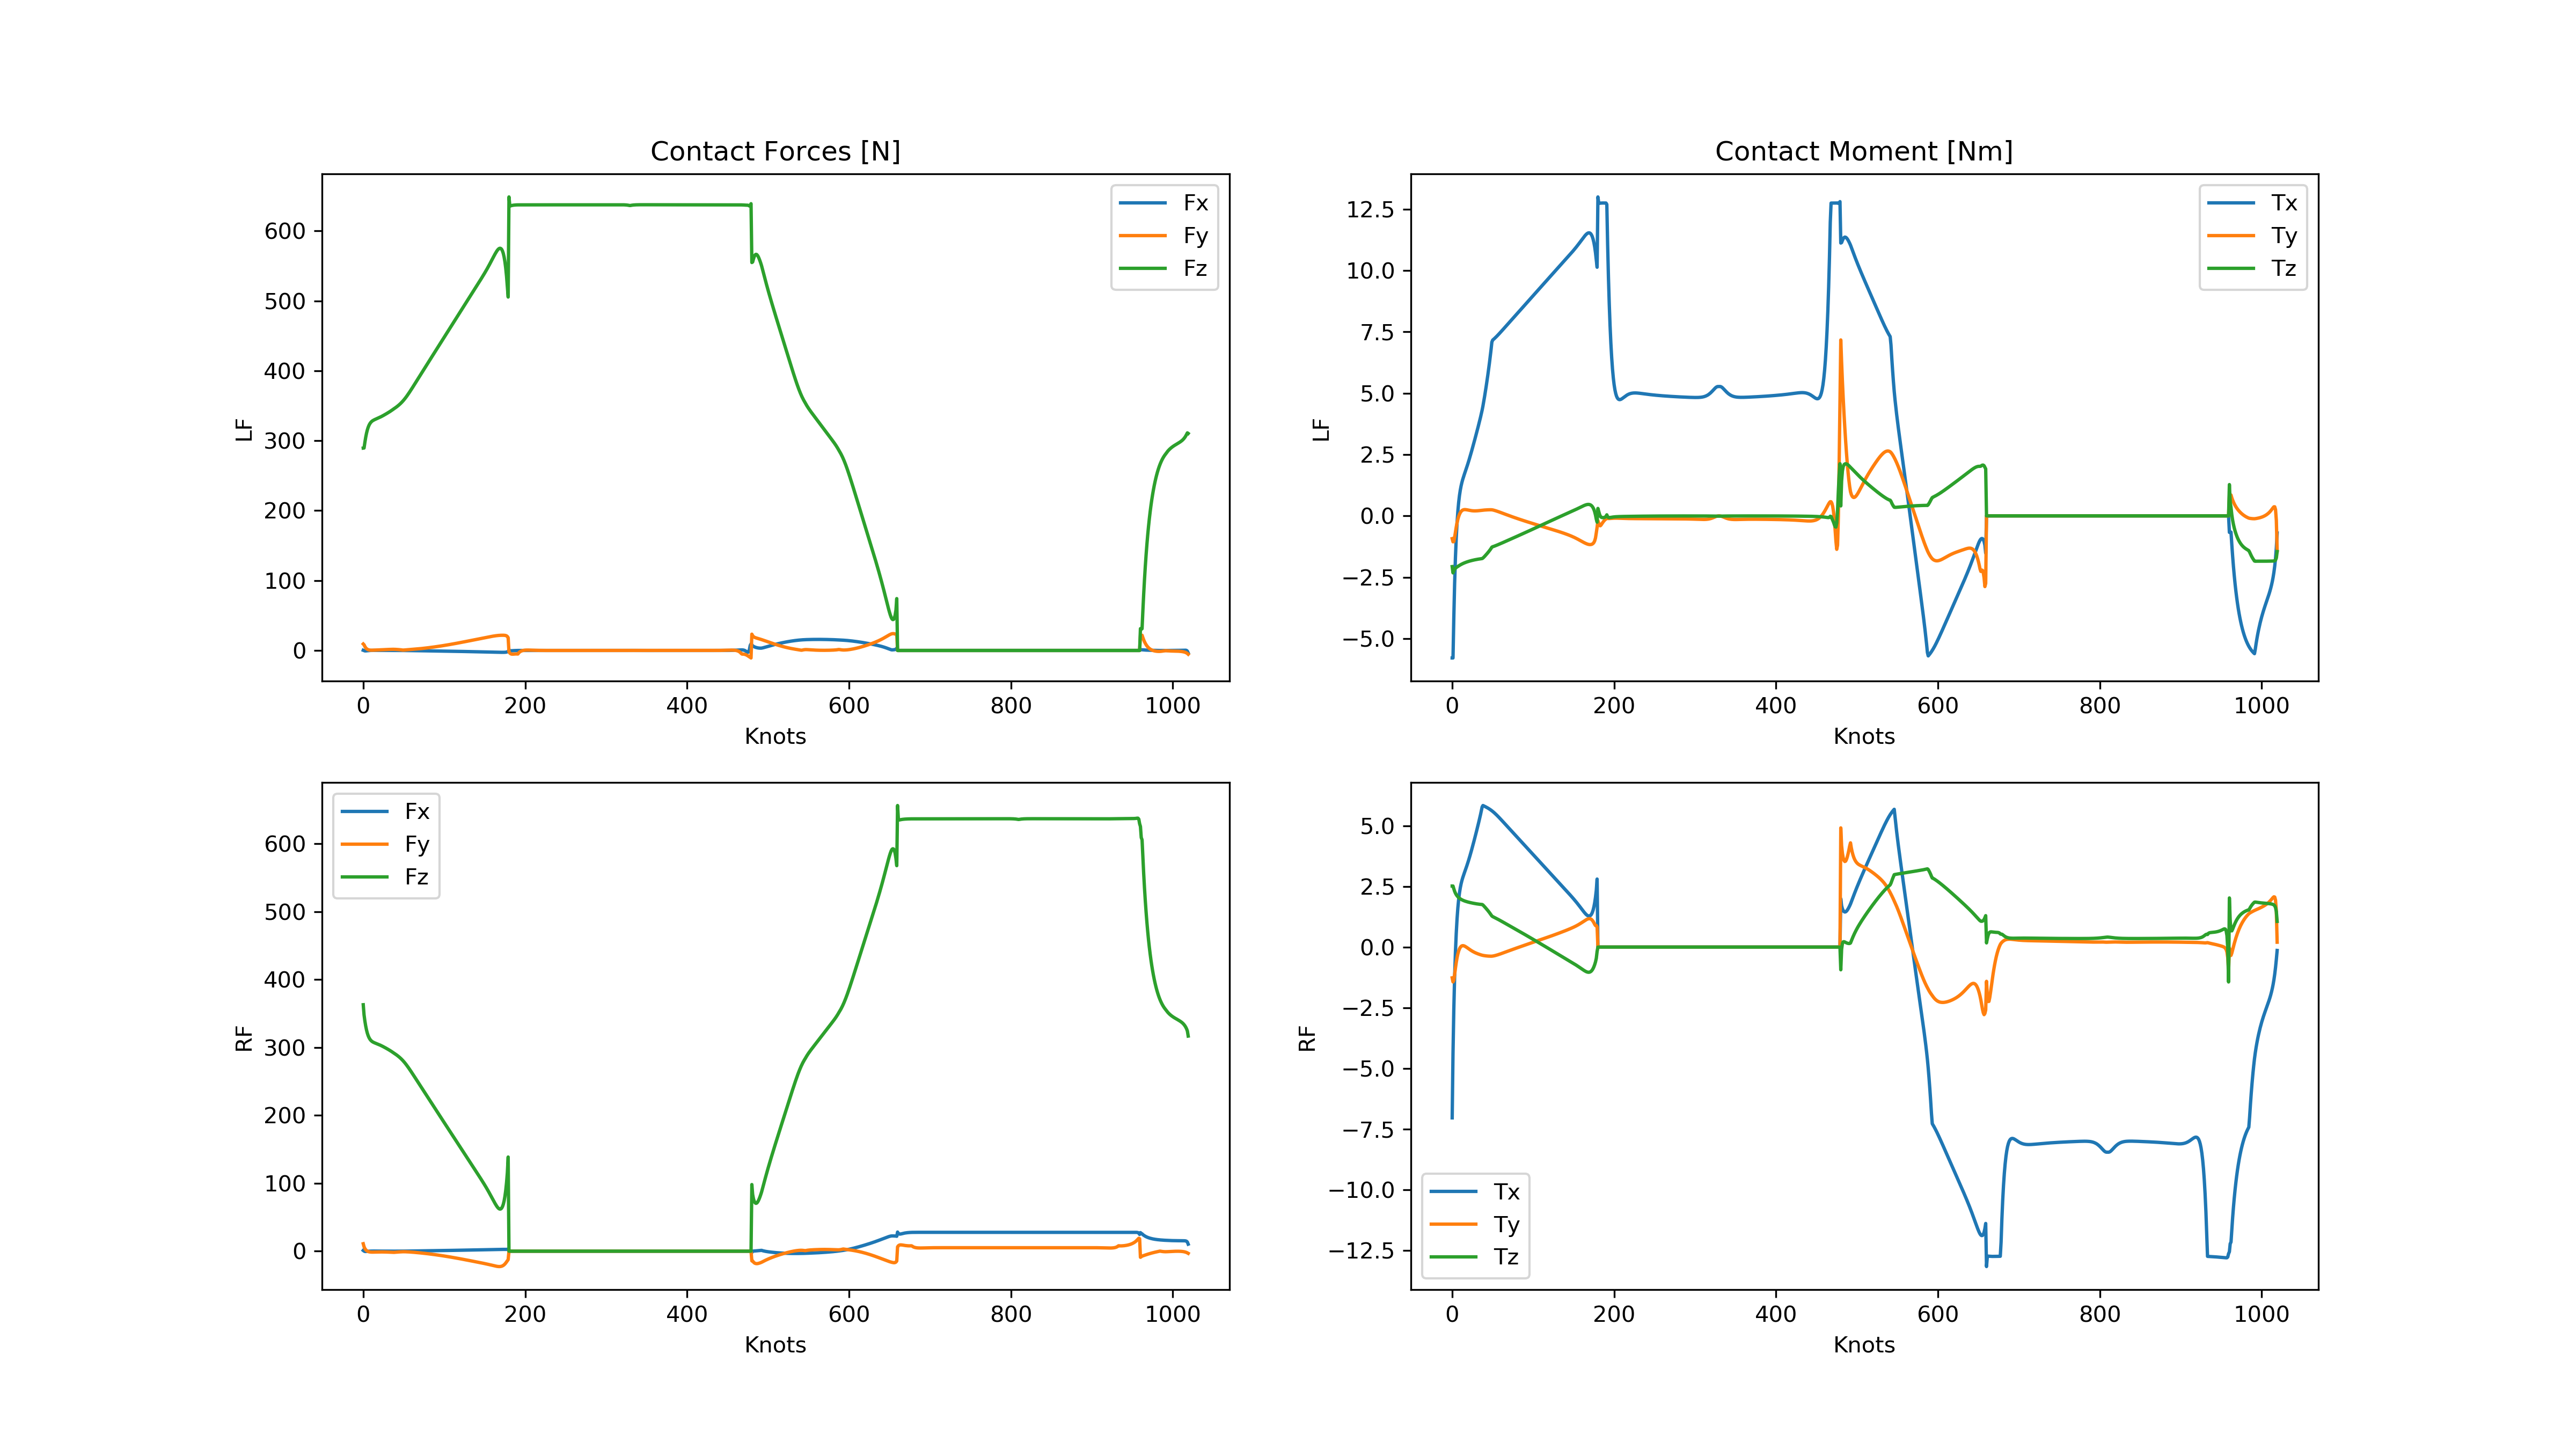 Contact Forces [N]
Contact Moment [Nm]
LF
600
500
400
300
200
100
0
Fx
Fy
Fz
0 200 400 600 800 1000
Knots
LF
12.5
10.0
7.5
5.0
2.5
0.0
−2.5
−5.0
Tx
Ty
Tz
0 200 400 600 800 1000
Knots
RF
600
500
400
300
200
100
0
Fx
Fy
Fz
0 200 400 600 800 1000
Knots
RF
5.0
2.5
0.0
−2.5
−5.0
−7.5
−10.0
−12.5
Tx
Ty
Tz
0 200 400 600 800 1000
Knots